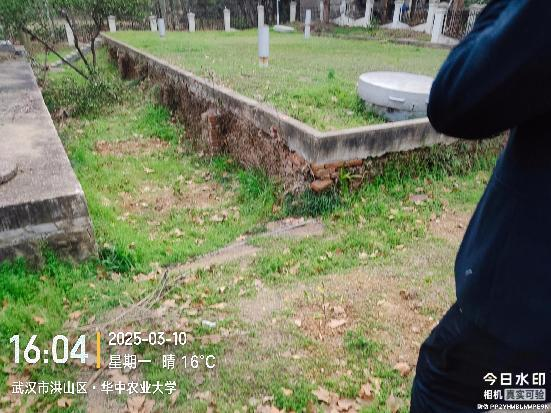 16:04
2025-03-10
星期一 晴 16℃
武汉市洪山区·华中农业大学
今日水印
相机 真实可验